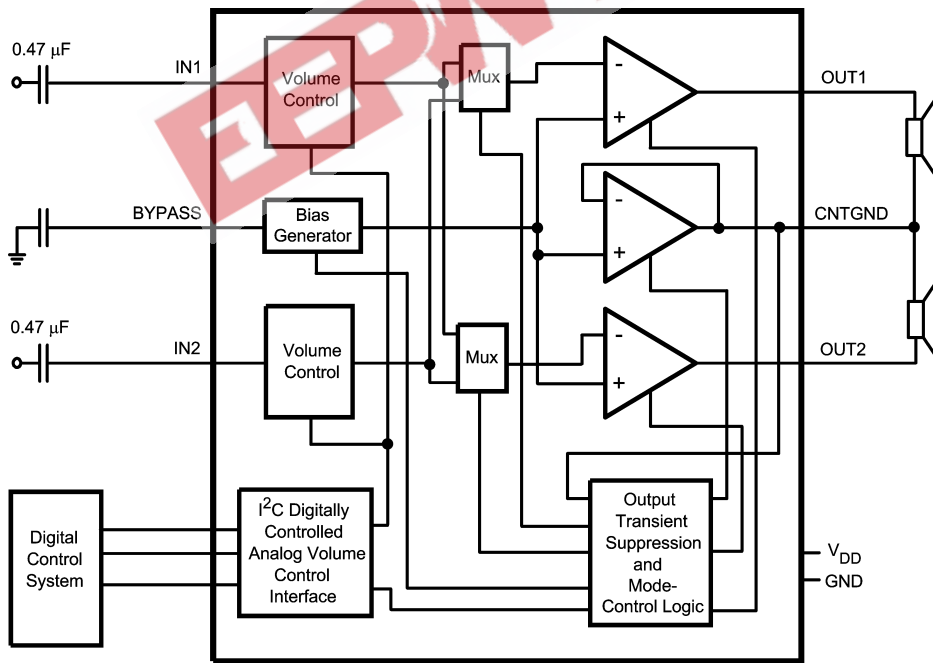 0.47 μF
IN1
Volume
Control
Mux
-
+
OUT1
BYPASS
Bias
Generator
-
+
CNTGND
0.47 μF
IN2
Volume
Control
Mux
-
+
OUT2
Digital
Control
System
I2C Digitally
Controlled
Analog Volume
Control
Interface
Output
Transient
Suppression
and
Mode-
Control Logic
VDD
GND